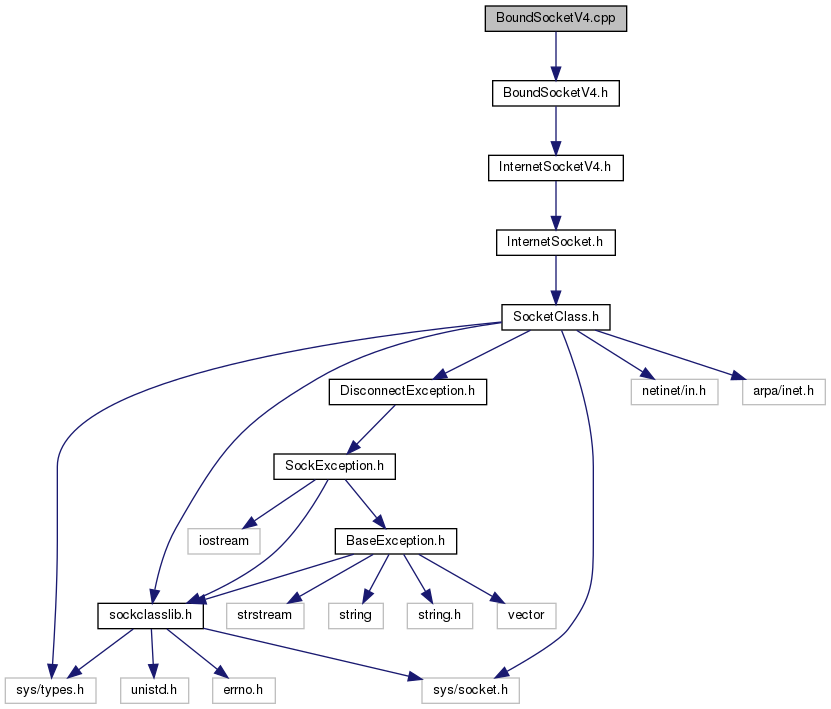 BoundSocketV4.cpp
BoundSocketV4.h
InternetSocketV4.h
InternetSocket.h
SocketClass.h
DisconnectException.h
netinet/in.h
arpa/inet.h
SockException.h
iostream
BaseException.h
sockclasslib.h
strstream
string
string.h
vector
sys/types.h
unistd.h
errno.h
sys/socket.h